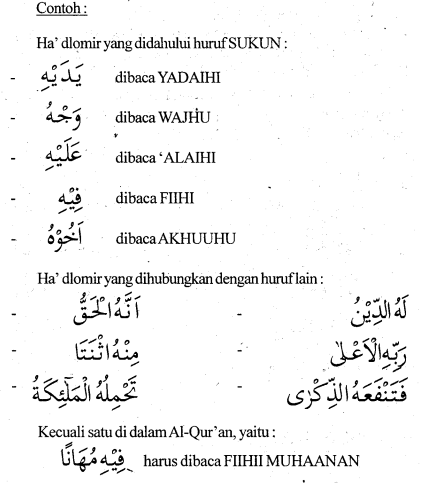 Contoh :
Ha’ dlomir yang didahului huruf SUKUN :
- يَدَيْهِ dibaca YADAIHI
- وَجْهُ dibaca WAJHU
- عَلَيْهِ dibaca ‘ALAIHI
- فِيْهِ dibaca FIIHI
- اَخُوْهُ dibaca AKHUUHU
Ha’ dlomir yang dihubungkan dengan huruf lain :
- اَنَّهُ الْحَقُّ - لَهُ الدِّيْنُ
- مِنْهُ اثْنَتَا - رَبِّهِ الْاَعْلٰى
- تَحْمِلُهُ الْمَلٰٓئِكَةُ - فَتَنْفَعَهُ الذِّكْرٰى
Kecuali satu di dalam Al-Qur’an, yaitu :
فِيْهِ مُهَانًا harus dibaca FIIHII MUHAANAN